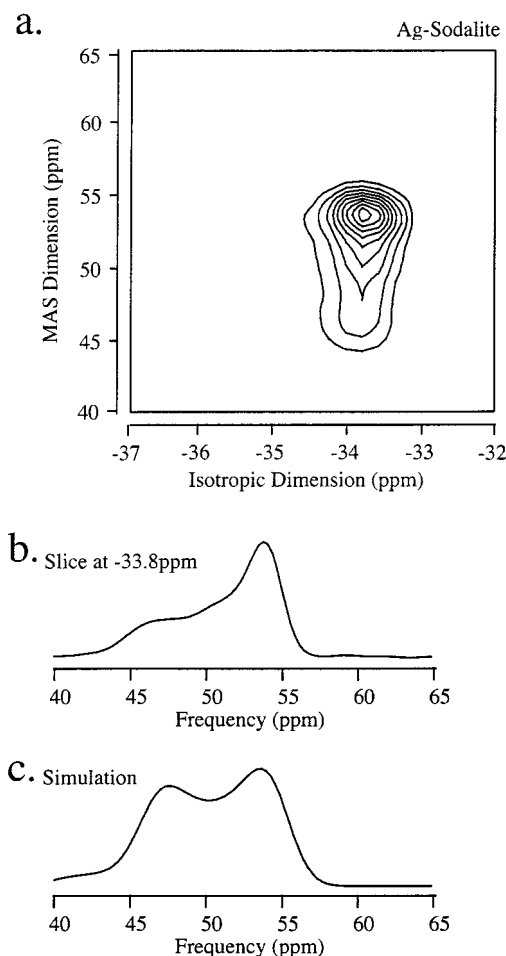 a.
Ag-Sodalite
65
60
55
50
45
40
MAS Dimension (ppm)
-37 -36 -35 -34 -33 -32
Isotropic Dimension (ppm)
b. Slice at -33.8ppm
40 45 50 55 60 65
Frequency (ppm)
c. Simulation
40 45 50 55 60 65
Frequency (ppm)